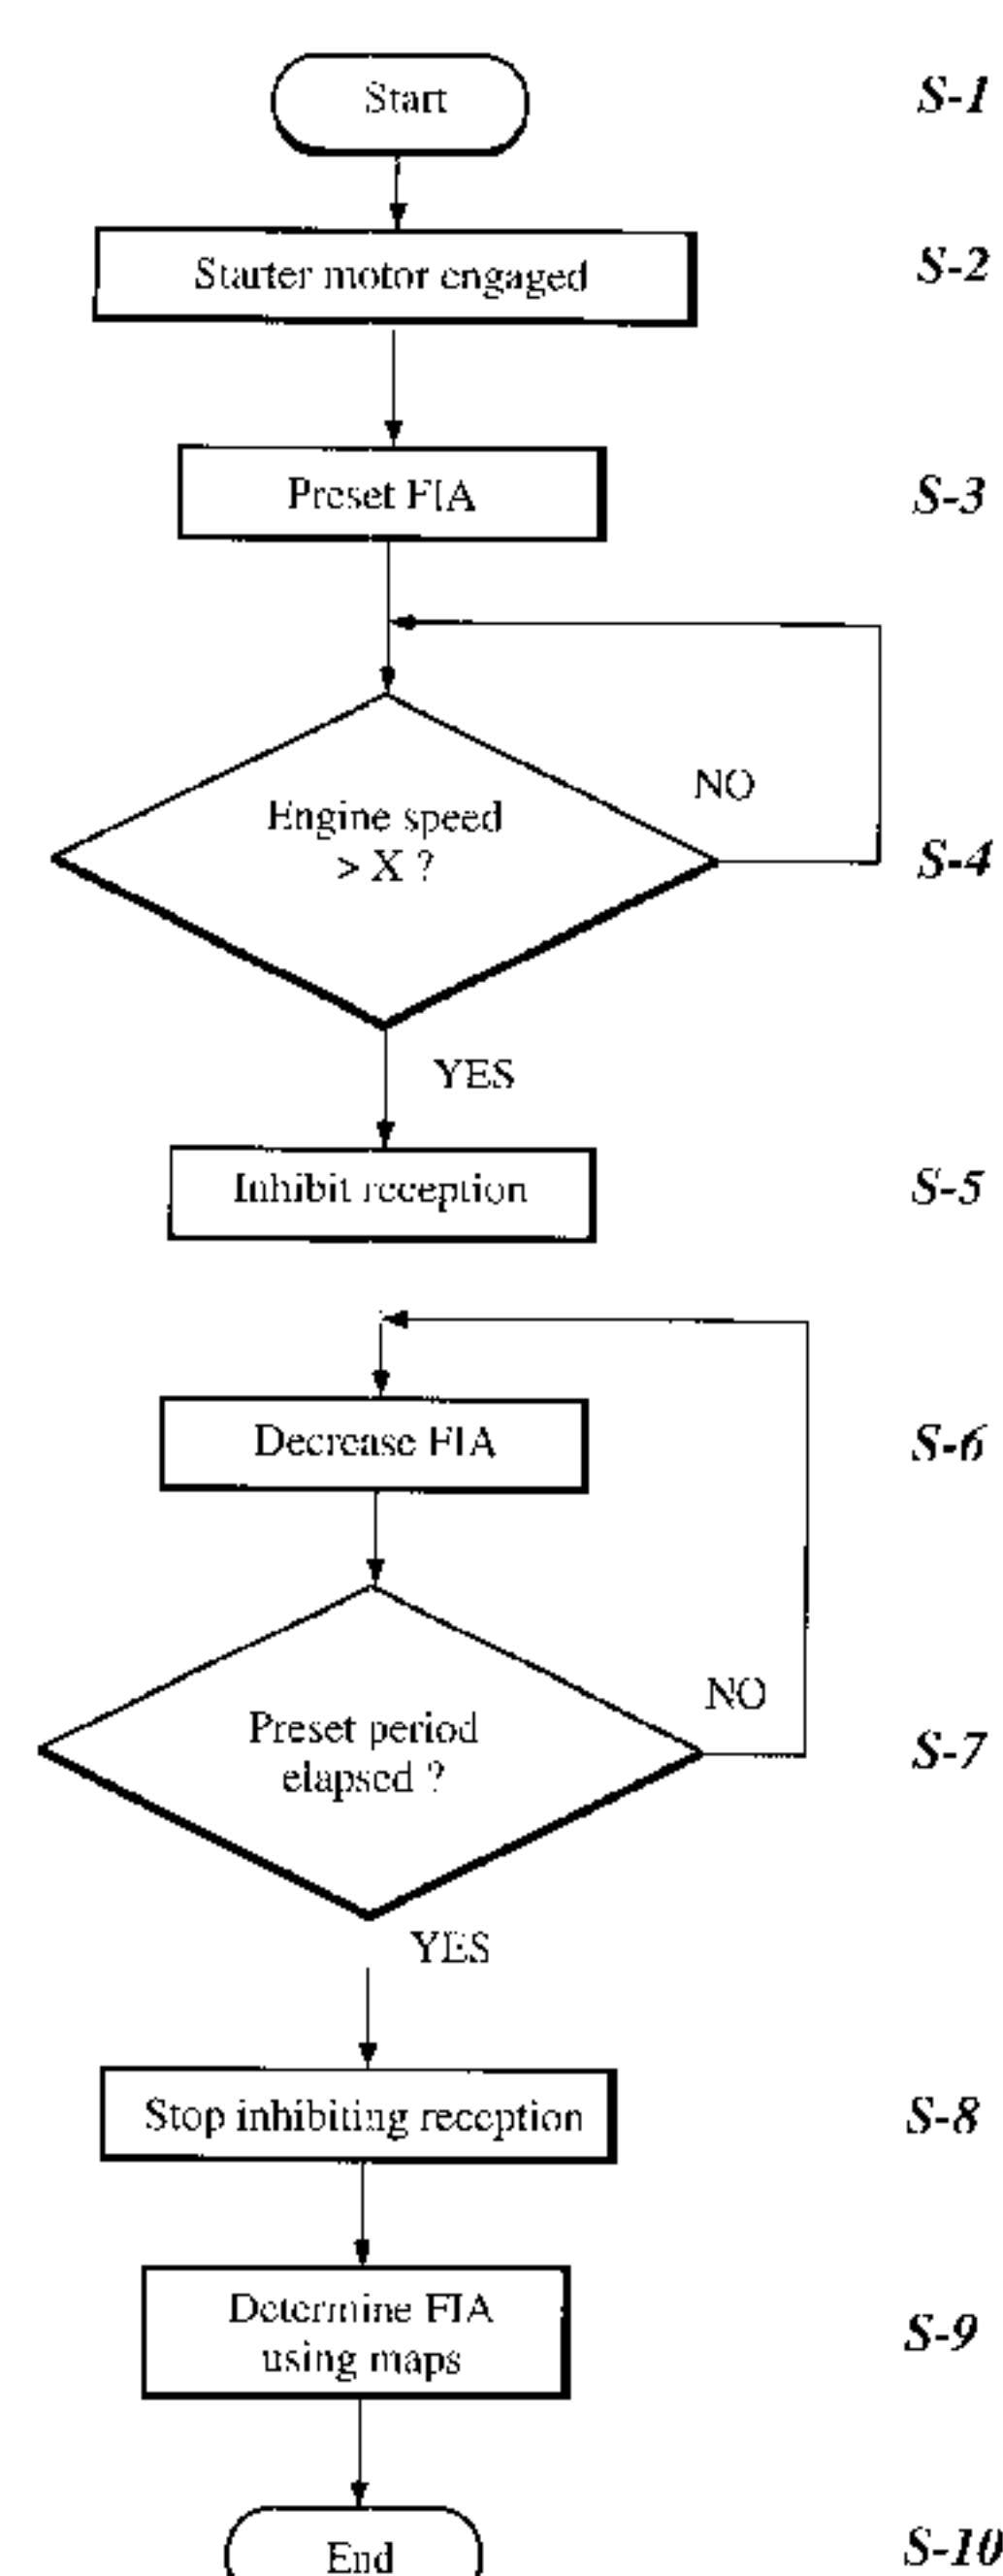 Start
S-1
Starter motor engaged
S-2
Preset FIA
S-3
NO
Engine speed
> X ?
S-4
YES
Inhibit reception
S-5
Decrease FIA
S-6
NO
Preset period
elapsed ?
S-7
YES
Stop inhibiting reception
S-8
Determine FIA
using maps
S-9
End
S-10